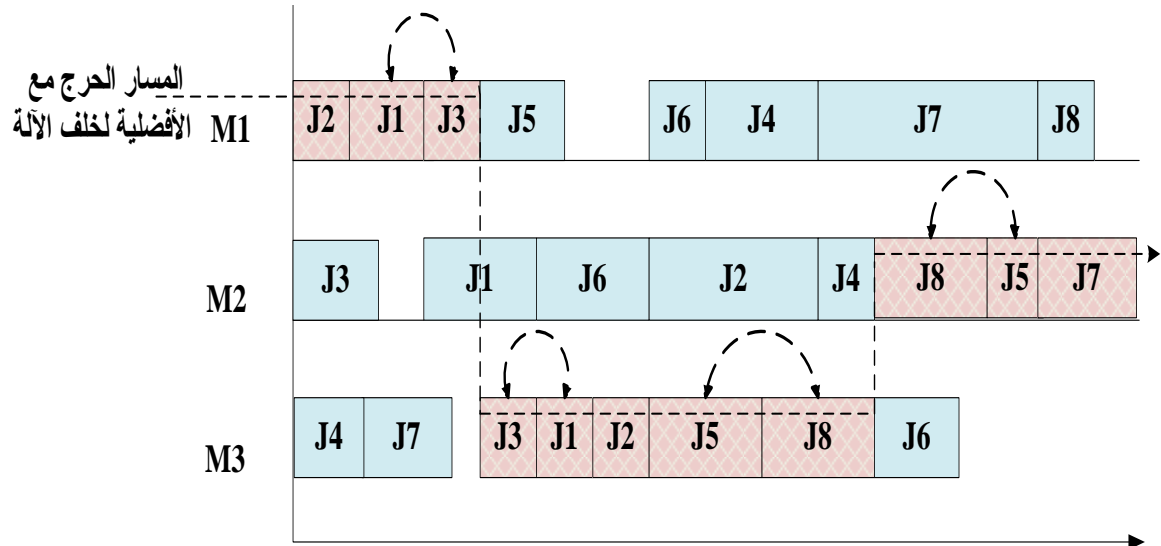 المسار الحرج مع
الأفضلية لخلف الآلة
M1 J2 J1 J3 J5 J6 J4 J7 J8
M2 J3 J1 J6 J2 J4 J8 J5 J7
M3 J4 J7 J3 J1 J2 J5 J8 J6